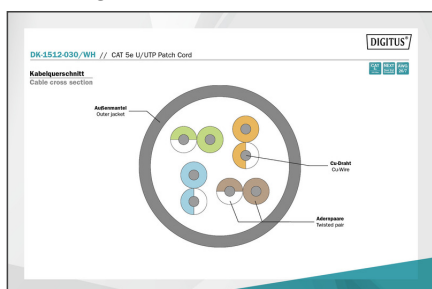 DIGITUS®
DK-1512-030/WH // CAT 5e U/UTP Patch Cord
Kabelquerschnitt
Cable cross section
Außenmantel
Outer jacket
Cu-Draht
Cu-Wire
Adernpaare
Twisted pair